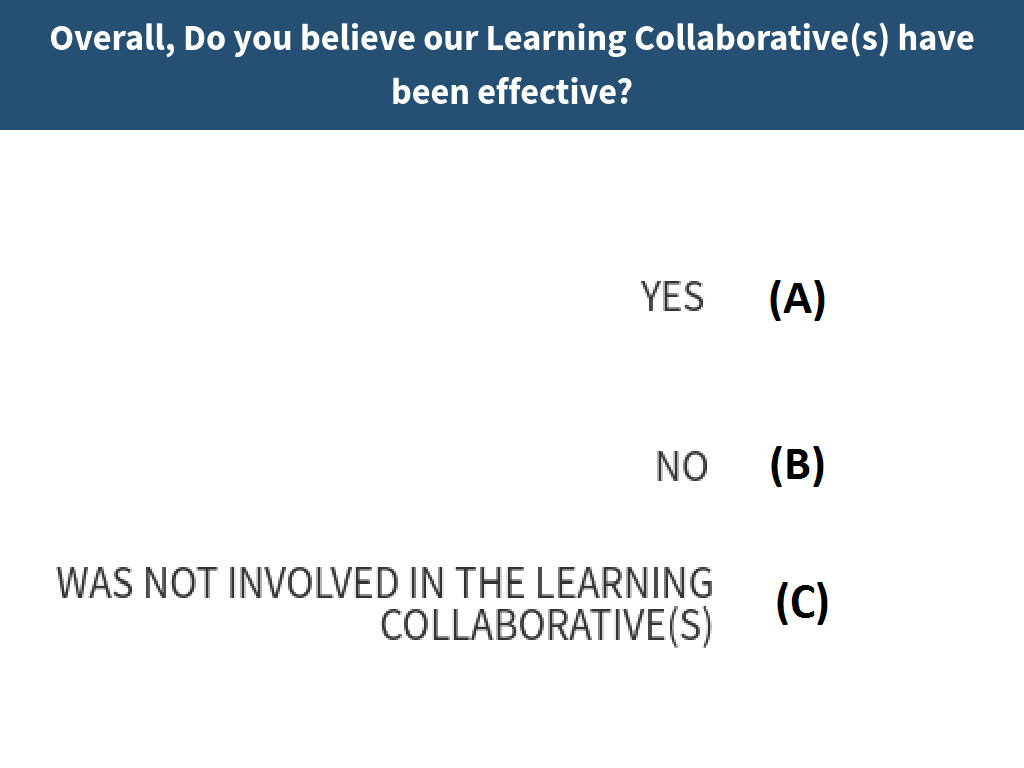 Overall, Do you believe our Learning Collaborative(s) have
been effective?
YES (A)
NO (B)
WAS NOT INVOLVED IN THE LEARNING
COLLABORATIVE(S) (C)